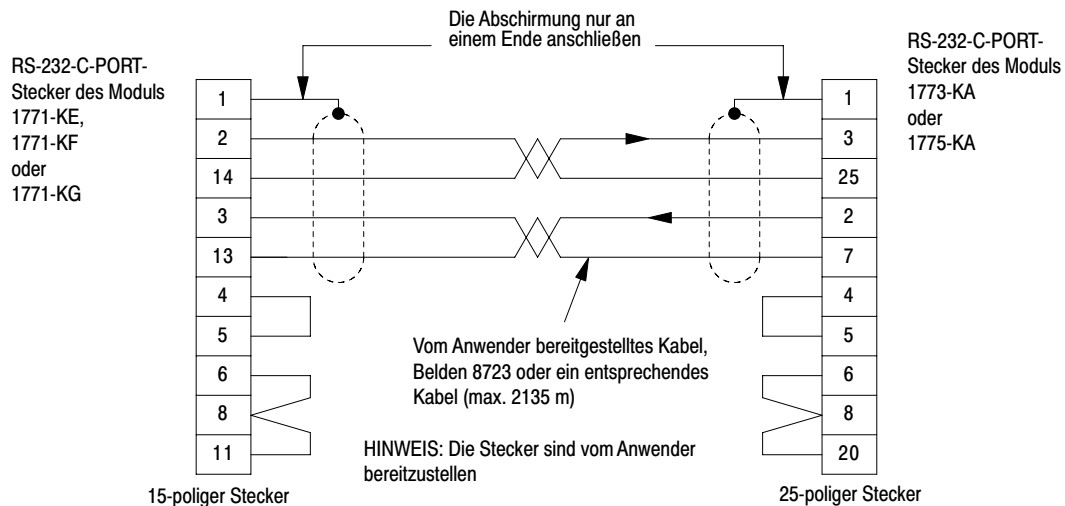 Die Abschirmung nur an
einem Ende anschließen
RS-232-C-PORT-
Stecker des Moduls
1771-KE,
1771-KF
oder
1771-KG
RS-232-C-PORT-
Stecker des Moduls
1773-KA
oder
1775-KA
1
2
14
3
13
4
5
6
8
11
1
3
25
2
7
4
5
6
8
20
Vom Anwender bereitgestelltes Kabel,
Belden 8723 oder ein entsprechendes
Kabel (max. 2135 m)
HINWEIS: Die Stecker sind vom Anwender
bereitzustellen
15-poliger Stecker
25-poliger Stecker